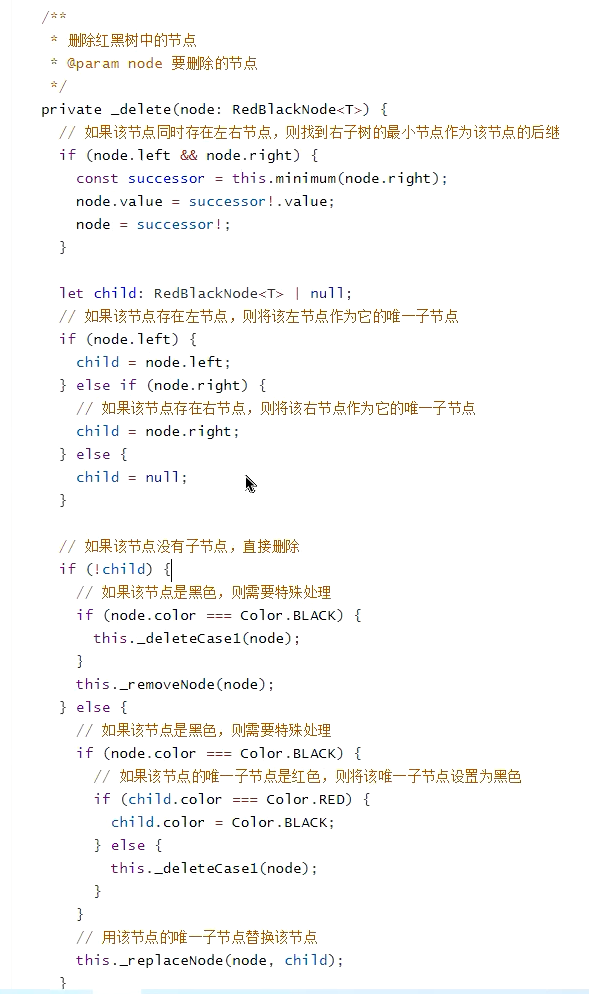 /**
 * 删除红黑树中的节点
 * @param node 要删除的节点
 */
private _delete(node: RedBlackNode<T>) {
  // 如果该节点同时存在左右节点，则找到右子树的最小节点作为该节点的后继
  if (node.left && node.right) {
    const successor = this.minimum(node.right);
    node.value = successor!.value;
    node = successor!;
  }

  let child: RedBlackNode<T> | null;
  // 如果该节点存在左节点，则将该左节点作为它的唯一子节点
  if (node.left) {
    child = node.left;
  } else if (node.right) {
    // 如果该节点存在右节点，则将该右节点作为它的唯一子节点
    child = node.right;
  } else {
    child = null;
  }

  // 如果该节点没有子节点，直接删除
  if (!child) {
    // 如果该节点是黑色，则需要特殊处理
    if (node.color === Color.BLACK) {
      this._deleteCase1(node);
    }
    this._removeNode(node);
  } else {
    // 如果该节点是黑色，则需要特殊处理
    if (node.color === Color.BLACK) {
      // 如果该节点的唯一子节点是红色，则将该唯一子节点设置为黑色
      if (child.color === Color.RED) {
        child.color = Color.BLACK;
      } else {
        this._deleteCase1(node);
      }
    }
    // 用该节点的唯一子节点替换该节点
    this._replaceNode(node, child);
  }